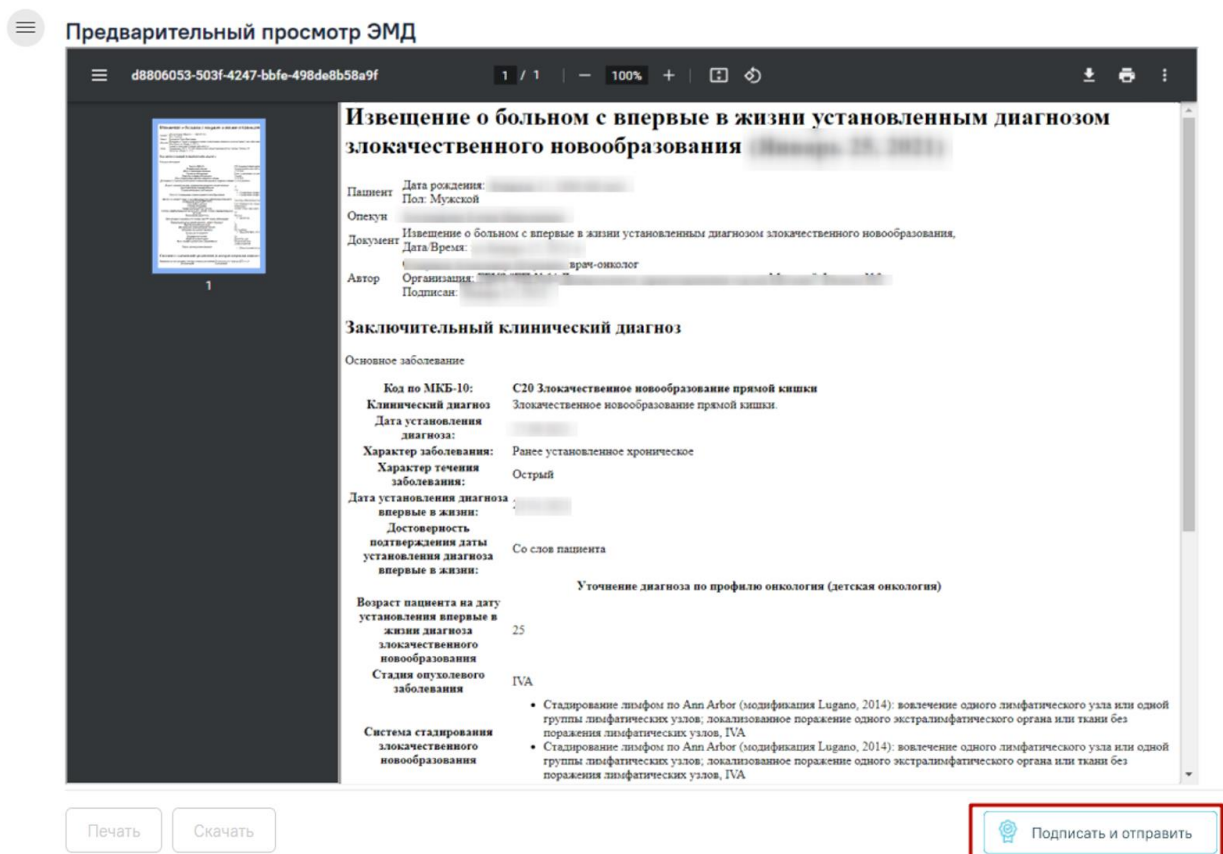 Предварительный просмотр ЭМД
d8806053-503f-4247-bbfe-498de8b58a9f
1 / 1
100%
1
Извещение о больном с впервые в жизни установленным диагнозом
злокачественного новообразования
Пациент
Дата рождения:
Пол: Мужской
Опекун
Документ
Извещение о больном с впервые в жизни установленным диагнозом злокачественного новообразования,
Дата/Время:
Автор
врач-онколог
Организация:
Подписан:
Заключительный клинический диагноз
Основное заболевание
Код по МКБ-10: C20 Злокачественное новообразование прямой кишки
Клинический диагноз Злокачественное новообразование прямой кишки.
Дата установления
диагноза:
Характер заболевания: Ранее установленное хроническое
Характер течения
заболевания:
Острый
Дата установления диагноза
впервые в жизни:
Достоверность
подтверждения даты
установления диагноза
впервые в жизни:
Со слов пациента
Уточнение диагноза по профилю онкология (детская онкология)
Возраст пациента на дату
установления впервые в
жизни диагноза
злокачественного
новообразования
25
Стадия опухолевого
заболевания
IVA
Система стадирования
злокачественного
новообразования
• Стадирование лимфом по Ann Arbor (модификация Lugano, 2014): вовлечение одного лимфатического узла или одной
группы лимфатических узлов; локализованное поражение одного экстралимфатического органа или ткани без
поражения лимфатических узлов, IVA
• Стадирование лимфом по Ann Arbor (модификация Lugano, 2014): вовлечение одного лимфатического узла или одной
группы лимфатических узлов; локализованное поражение одного экстралимфатического органа или ткани без
поражения лимфатических узлов, IVA
Печать
Скачать
Подписать и отправить